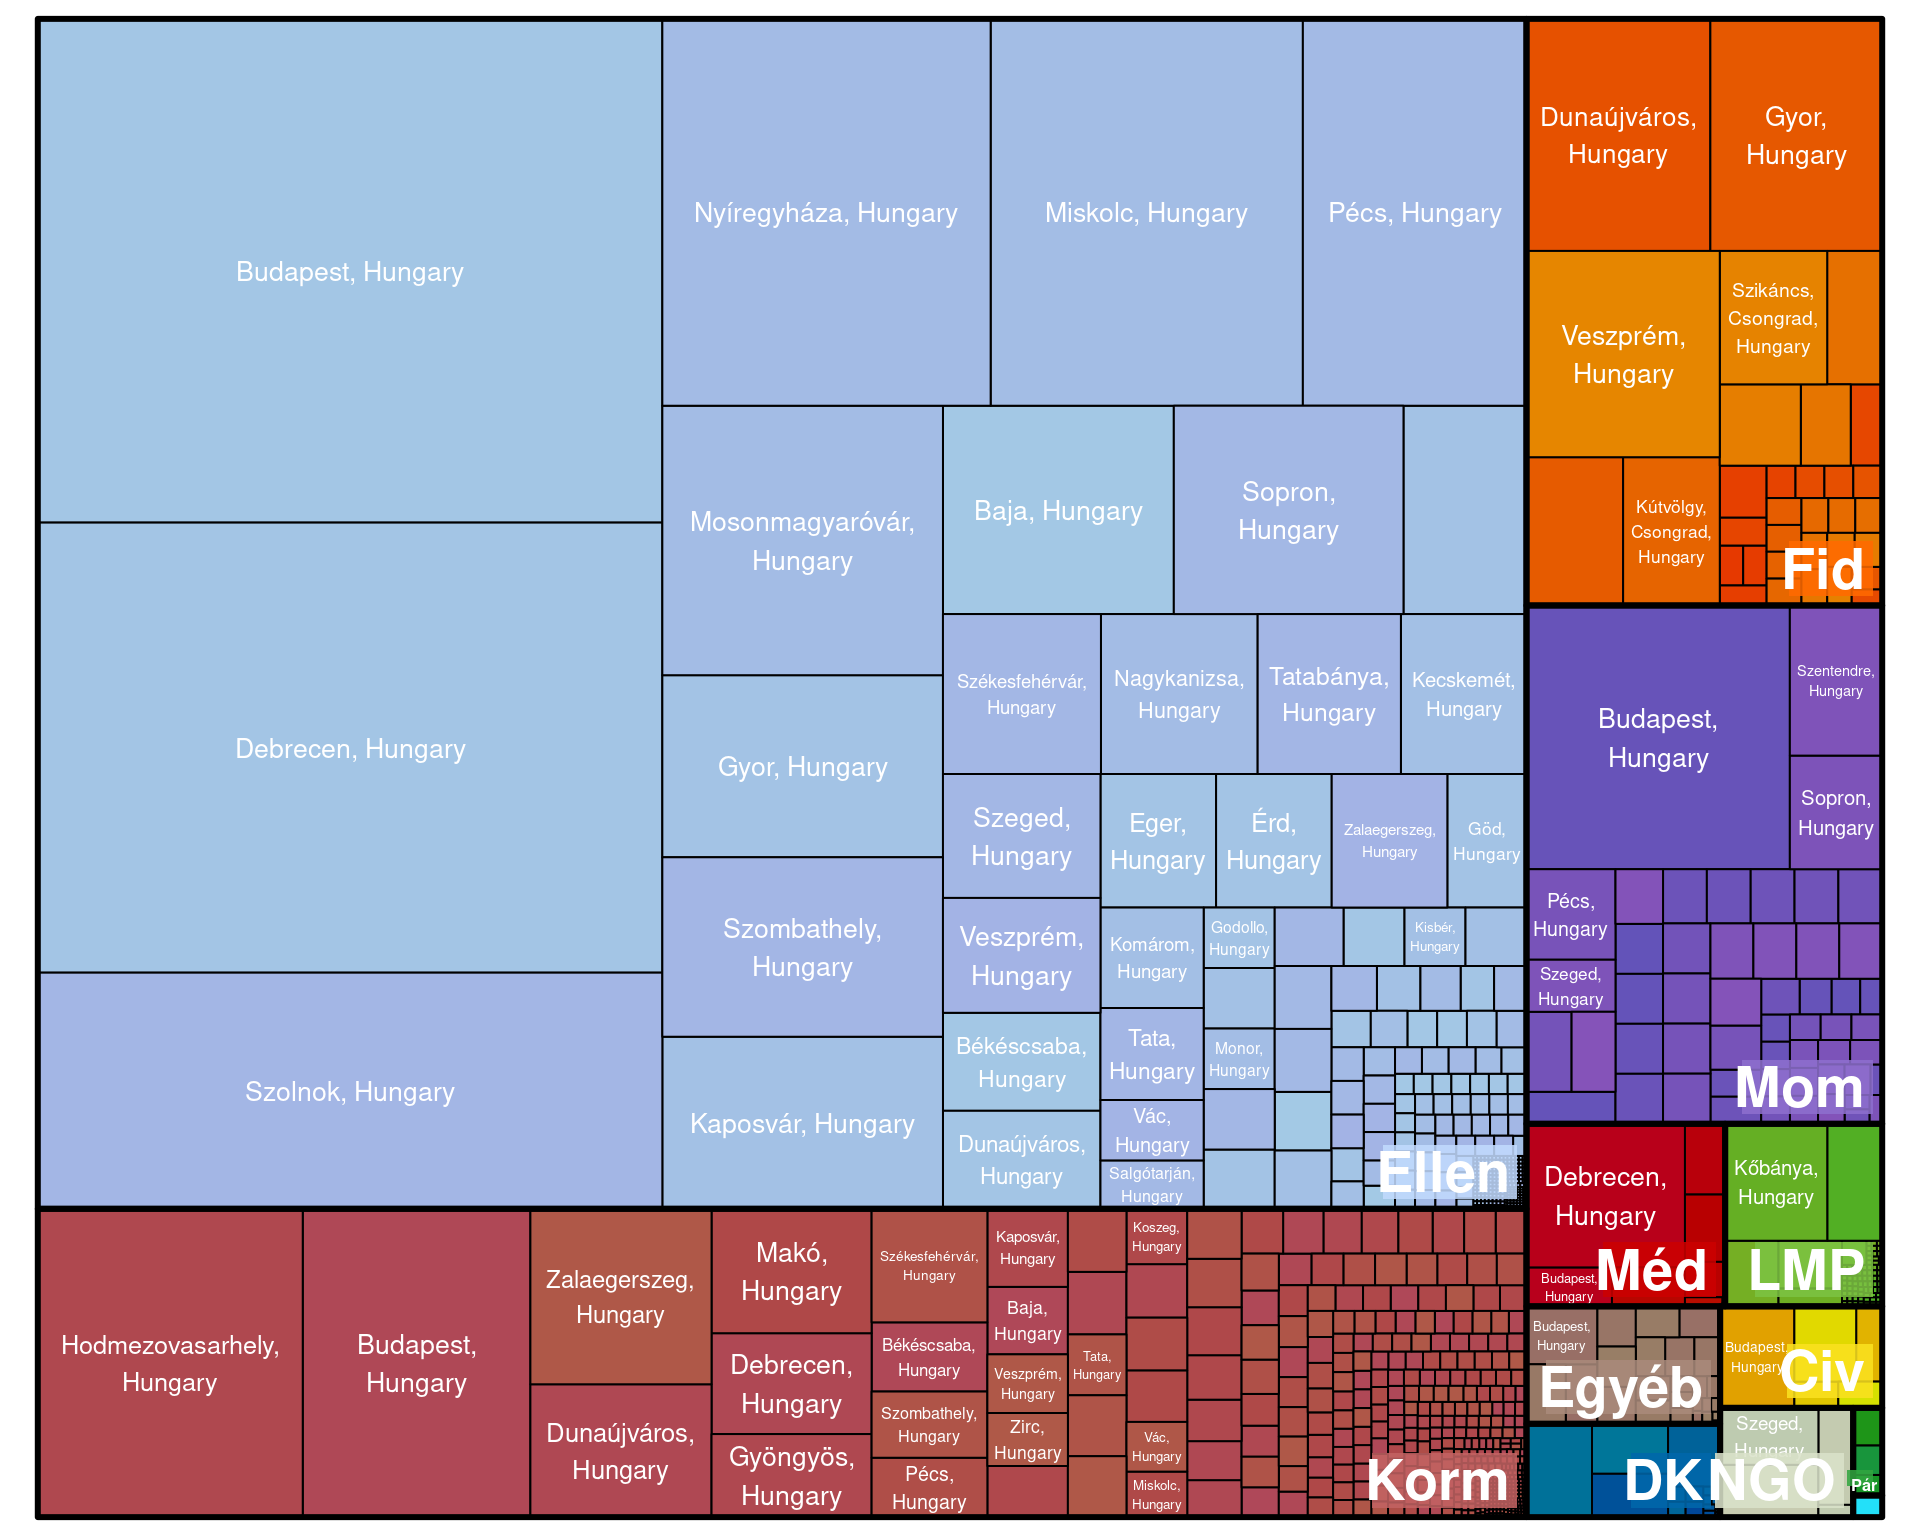 Budapest, Hungary
Debrecen, Hungary
Szolnok, Hungary
Nyíregyháza, Hungary
Miskolc, Hungary
Pécs, Hungary
Mosonmagyaróvár,
Hungary
Gyor, Hungary
Szombathely,
Hungary
Kaposvár, Hungary
Baja, Hungary
Sopron,
Hungary
Székesfehérvár,
Hungary
Nagykanizsa,
Hungary
Tatabánya,
Hungary
Kecskemét,
Hungary
Szeged,
Hungary
Veszprém,
Hungary
Békéscsaba,
Hungary
Dunaújváros,
Hungary
Eger,
Hungary
Érd,
Hungary
Zalaegerszeg,
Hungary
Göd,
Hungary
Komárom,
Hungary
Tata,
Hungary
Vác,
Hungary
Salgótarján,
Hungary
Godollo,
Hungary
Monor,
Hungary
Kisbér,
Hungary
Ellen
Hodmezovasarhely,
Hungary
Budapest,
Hungary
Zalaegerszeg,
Hungary
Dunaújváros,
Hungary
Makó,
Hungary
Debrecen,
Hungary
Gyöngyös,
Hungary
Székesfehérvár,
Hungary
Békéscsaba,
Hungary
Szombathely,
Hungary
Pécs,
Hungary
Kaposvár,
Hungary
Baja,
Hungary
Veszprém,
Hungary
Zirc,
Hungary
Tata,
Hungary
Koszeg,
Hungary
Vác,
Hungary
Miskolc,
Hungary
Korm
Dunaújváros,
Hungary
Gyor,
Hungary
Veszprém,
Hungary
Szikáncs,
Csongrad,
Hungary
Kútvölgy,
Csongrad,
Hungary
Fid
Budapest,
Hungary
Szentendre,
Hungary
Sopron,
Hungary
Pécs,
Hungary
Szeged,
Hungary
Mom
Debrecen,
Hungary
Budapest,
Hungary
Méd
Kőbánya,
Hungary
LMP
Budapest,
Hungary
Egyéb
Budapest,
Hungary
Civ
DK
Szeged,
Hungary
NGO
Pár